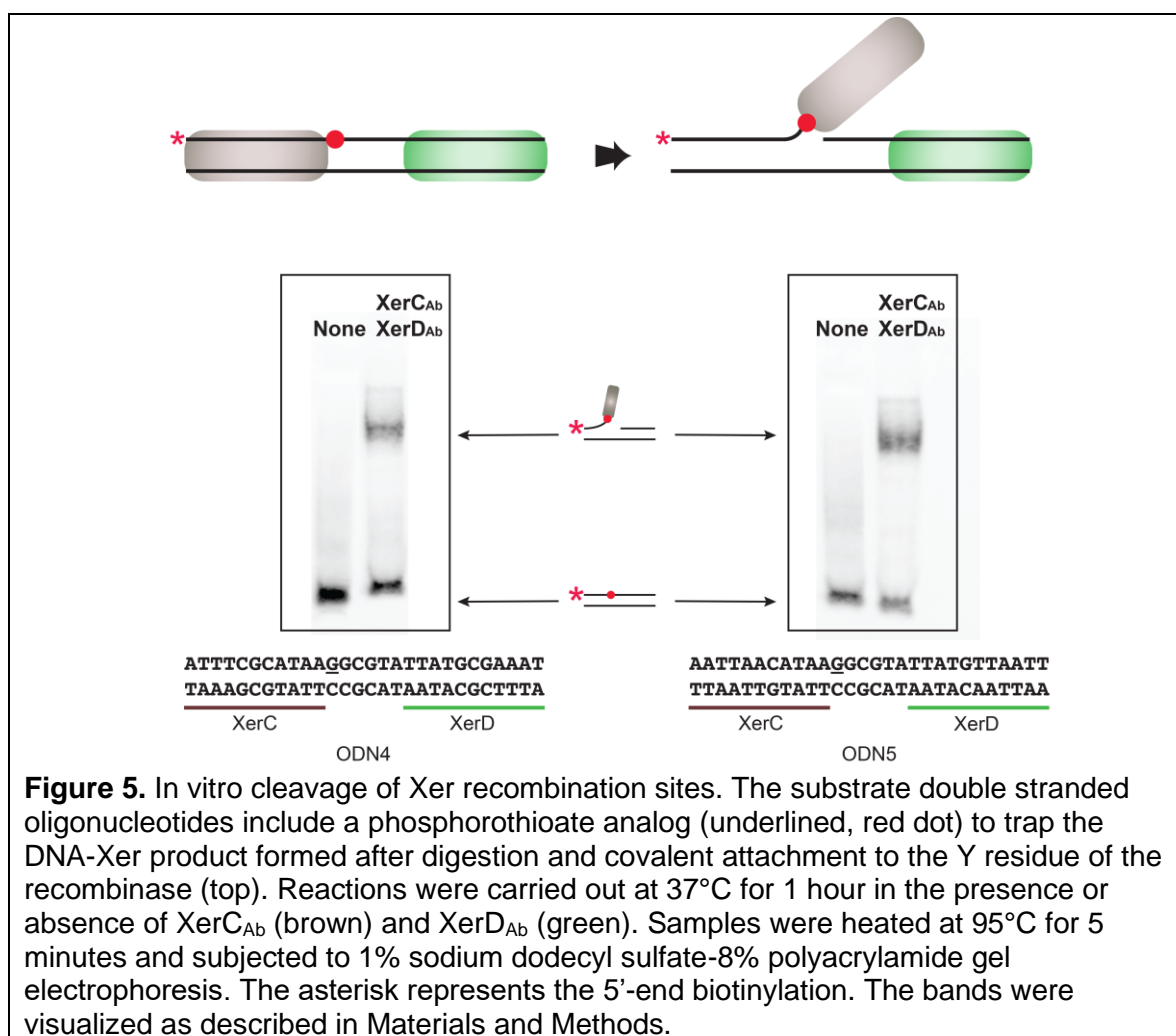 *
*
XerCAb
None XerDAb
XerCAb
None XerDAb
*
*
ATTTCGCATAAGGCGTATTATGCGAAAT
TAAAGCGTATTCCGCATAATACGCTTTA
XerC XerD
ODN4
AATTAACATAAGGCGTATTATGTTAATT
TTAATTGTATTCCGCATAATACAATTAA
XerC XerD
ODN5
Figure 5. In vitro cleavage of Xer recombination sites. The substrate double stranded
oligonucleotides include a phosphorothioate analog (underlined, red dot) to trap the
DNA-Xer product formed after digestion and covalent attachment to the Y residue of the
recombinase (top). Reactions were carried out at 37°C for 1 hour in the presence or
absence of XerCAb (brown) and XerDAb (green). Samples were heated at 95°C for 5
minutes and subjected to 1% sodium dodecyl sulfate-8% polyacrylamide gel
electrophoresis. The asterisk represents the 5'-end biotinylation. The bands were
visualized as described in Materials and Methods.